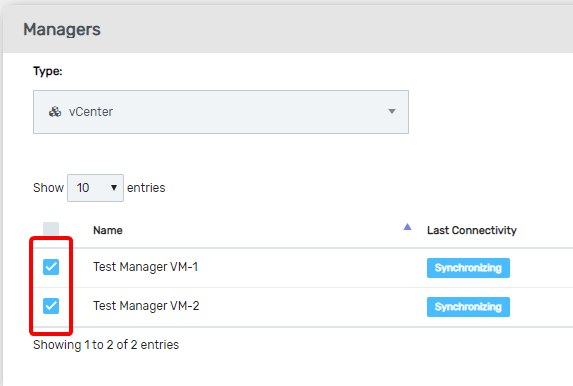 Managers
Type:
vCenter
Show 10 entries
Name Last Connectivity
Test Manager VM-1 Synchronizing
Test Manager VM-2 Synchronizing
Showing 1 to 2 of 2 entries